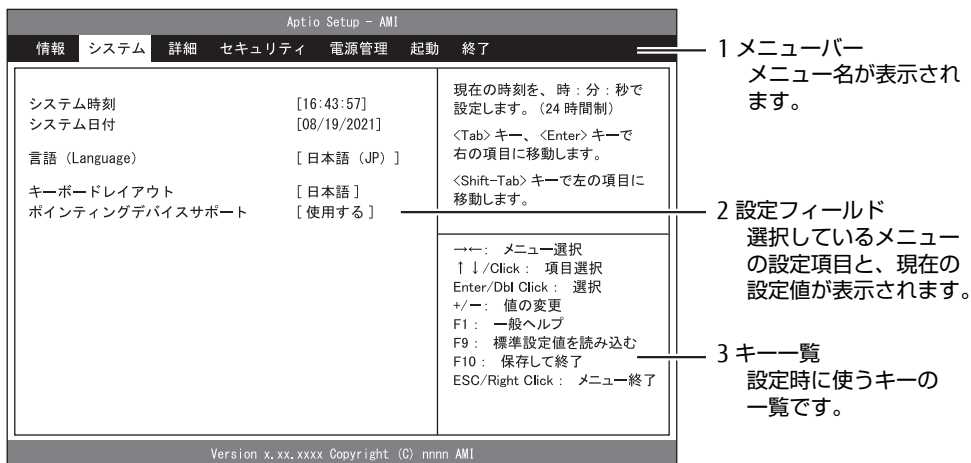 Aptio Setup - AMI
情報 システム 詳細 セキュリティ 電源管理 起動 終了
システム時刻 [16:43:57]
システム日付 [08/19/2021]
言語（Language） [日本語（JP）]
キーボードレイアウト [日本語]
ポインティングデバイスサポート [使用する]
現在の時刻を、時：分：秒で
設定します。（24 時間制）
<Tab> キー、<Enter> キーで
右の項目に移動します。
<Shift-Tab> キーで左の項目に
移動します。
→←： メニュー選択
↑↓/Click： 項目選択
Enter/Dbl Click： 選択
+/ー： 値の変更
F1： 一般ヘルプ
F9： 標準設定値を読み込む
F10： 保存して終了
ESC/Right Click： メニュー終了
Version x.xx.xxxx Copyright (C) nnnn AMI
1 メニューバー
メニュー名が表示され
ます。
2 設定フィールド
選択しているメニュー
の設定項目と、現在の
設定値が表示されます。
3 キー一覧
設定時に使うキーの
一覧です。